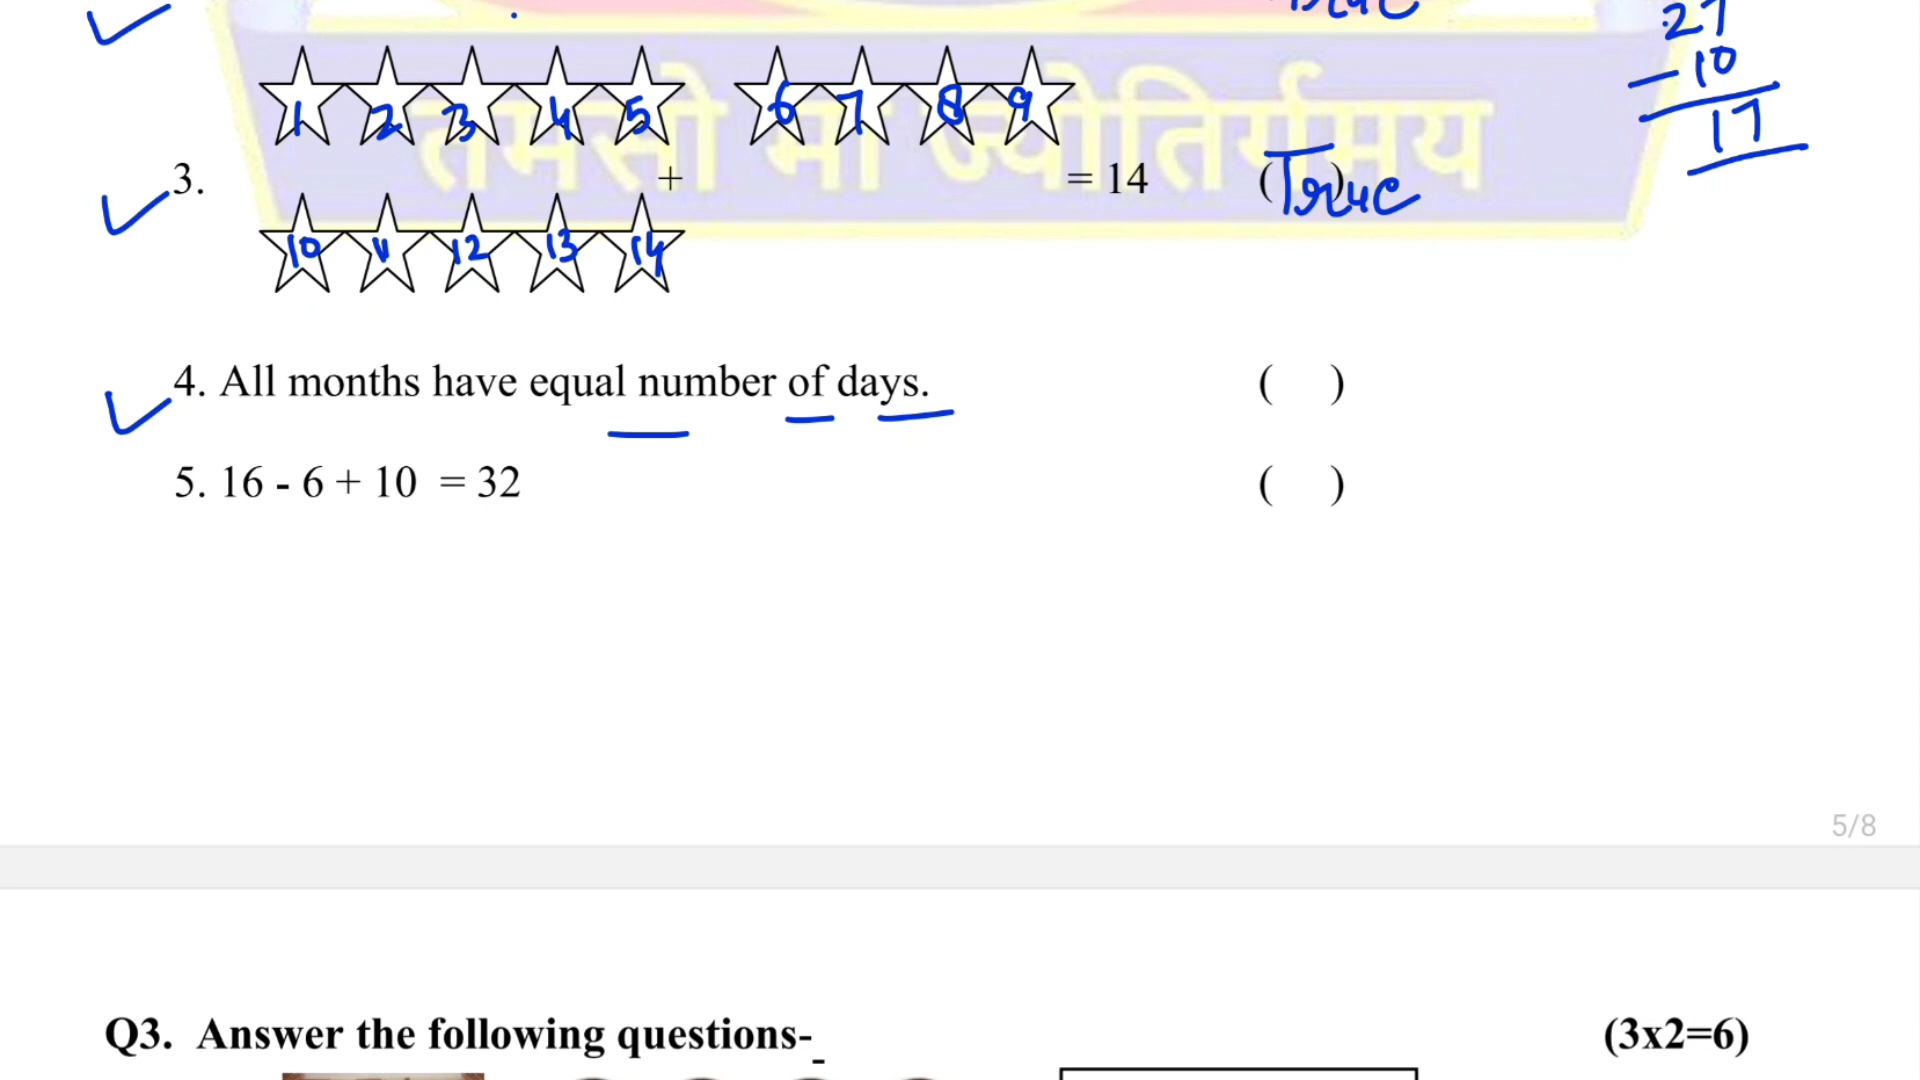 True
27
- 10
17
1 2 3 4 5 6 7 8 9
तमसो मा ज्योतिर्गमय
3. + = 14 (True)
10 11 12 13 14
4. All months have equal number of days. ( )
5. 16 - 6 + 10 = 32 ( )
5/8
Q3. Answer the following questions- (3x2=6)